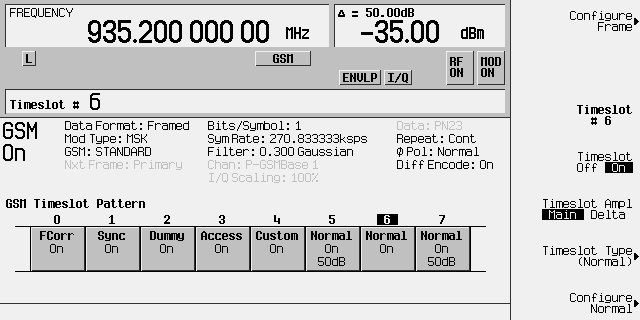 FREQUENCY
935.200 000 00 MHz
Δ = 50.00dB
-35.00 dBm
L
GSM
ENVLP I/Q
RF ON
MOD ON
Timeslot # 6
GSM On
Data Format: Framed
Mod Type: MSK
GSM: STANDARD
Nxt Frame: Primary
Bits/Symbol: 1
Sym Rate: 270.833333ksps
Filter: 0.300 Gaussian
Chan: P-GSMBase 1
I/Q Scaling: 100%
Data: PN23
Repeat: Cont
Φ Pol: Normal
Diff Encode: On
GSM Timeslot Pattern
0 1 2 3 4 5 6 7
FCorr Sync Dummy Access Custom Normal Normal Normal
On On On On On On On On
50dB 50dB
Configure
Frame
Timeslot
# 6
Timeslot
Off On
Timeslot Ampl
Main Delta
Timeslot Type
(Normal)
Configure
Normal